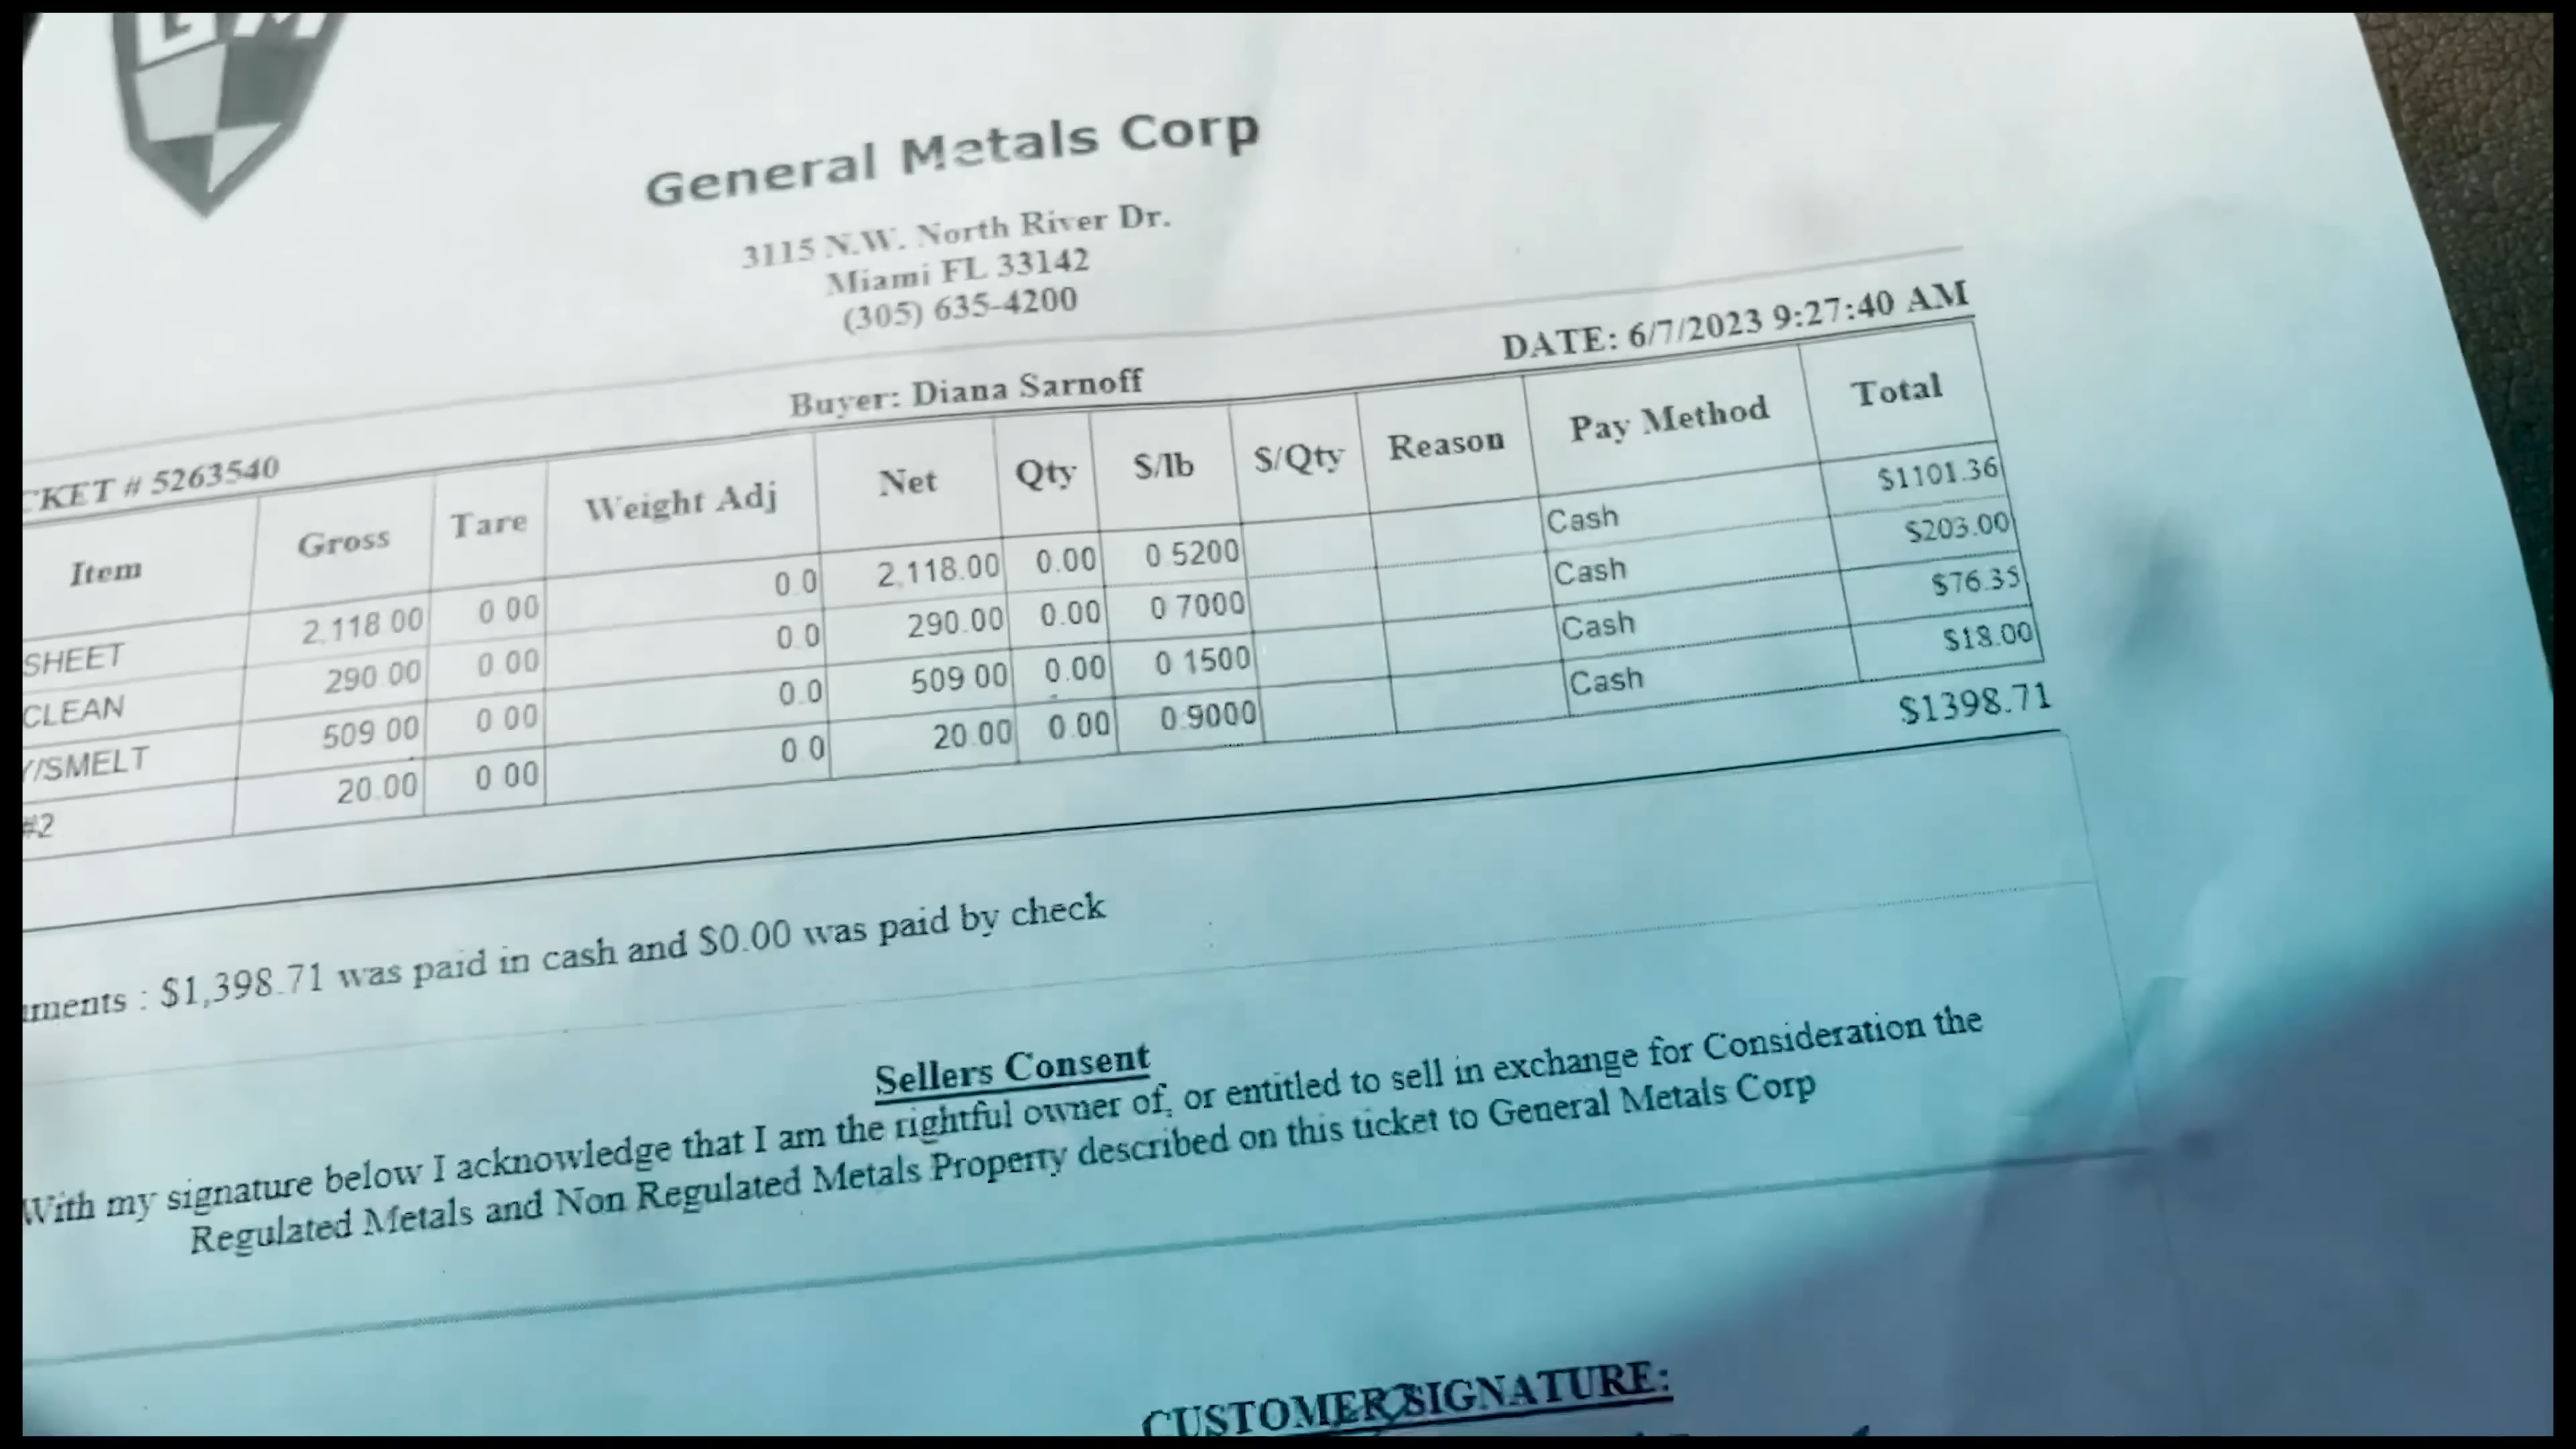 GM
General Metals Corp
3115 N.W. North River Dr.
Miami FL 33142
(305) 635-4200
CKET # 5263540 Buyer: Diana Sarnoff DATE: 6/7/2023 9:27:40 AM
Item Gross Tare Weight Adj Net Qty $/lb $/Qty Reason Pay Method Total
SHEET 2,118.00 0.00 0.0 2,118.00 0.00 0.5200 Cash $1101.36
CLEAN 290.00 0.00 0.0 290.00 0.00 0.7000 Cash $203.00
Y/SMELT 509.00 0.00 0.0 509.00 0.00 0.1500 Cash $76.35
#2 20.00 0.00 0.0 20.00 0.00 0.9000 Cash $18.00
$1398.71
ments : $1,398.71 was paid in cash and $0.00 was paid by check
Sellers Consent
With my signature below I acknowledge that I am the rightful owner of, or entitled to sell in exchange for Consideration the
Regulated Metals and Non Regulated Metals Property described on this ticket to General Metals Corp
CUSTOMER SIGNATURE: